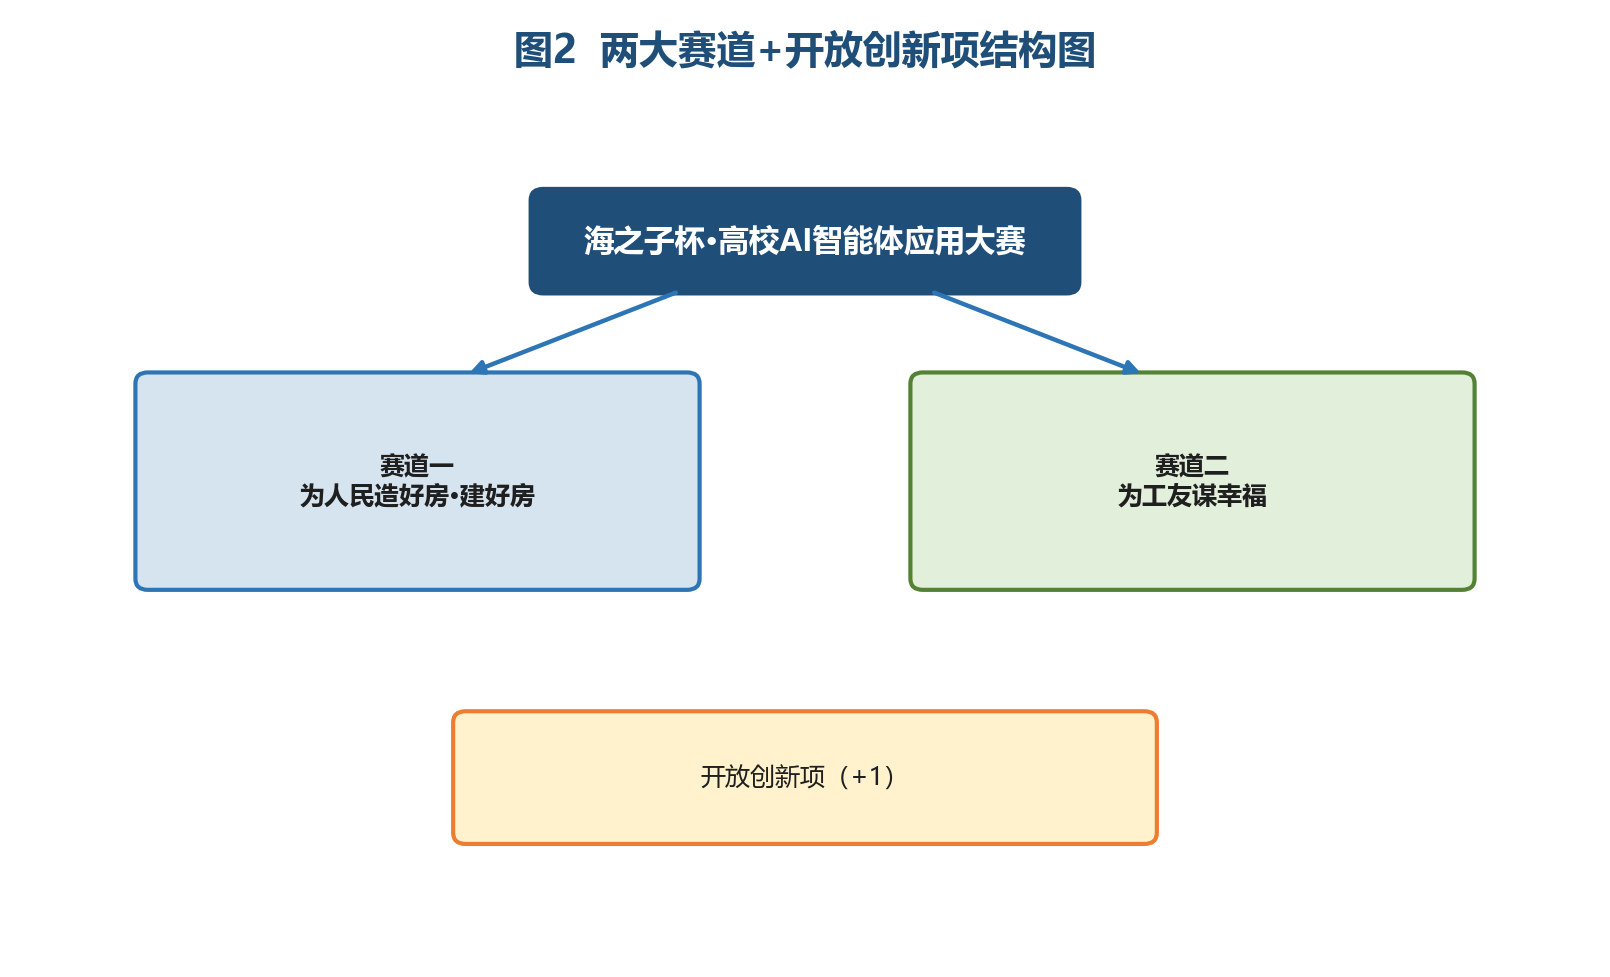 图2 两大赛道+开放创新项结构图
海之子杯·高校AI智能体应用大赛
赛道一
为人民造好房·建好房
赛道二
为工友谋幸福
开放创新项（+1）